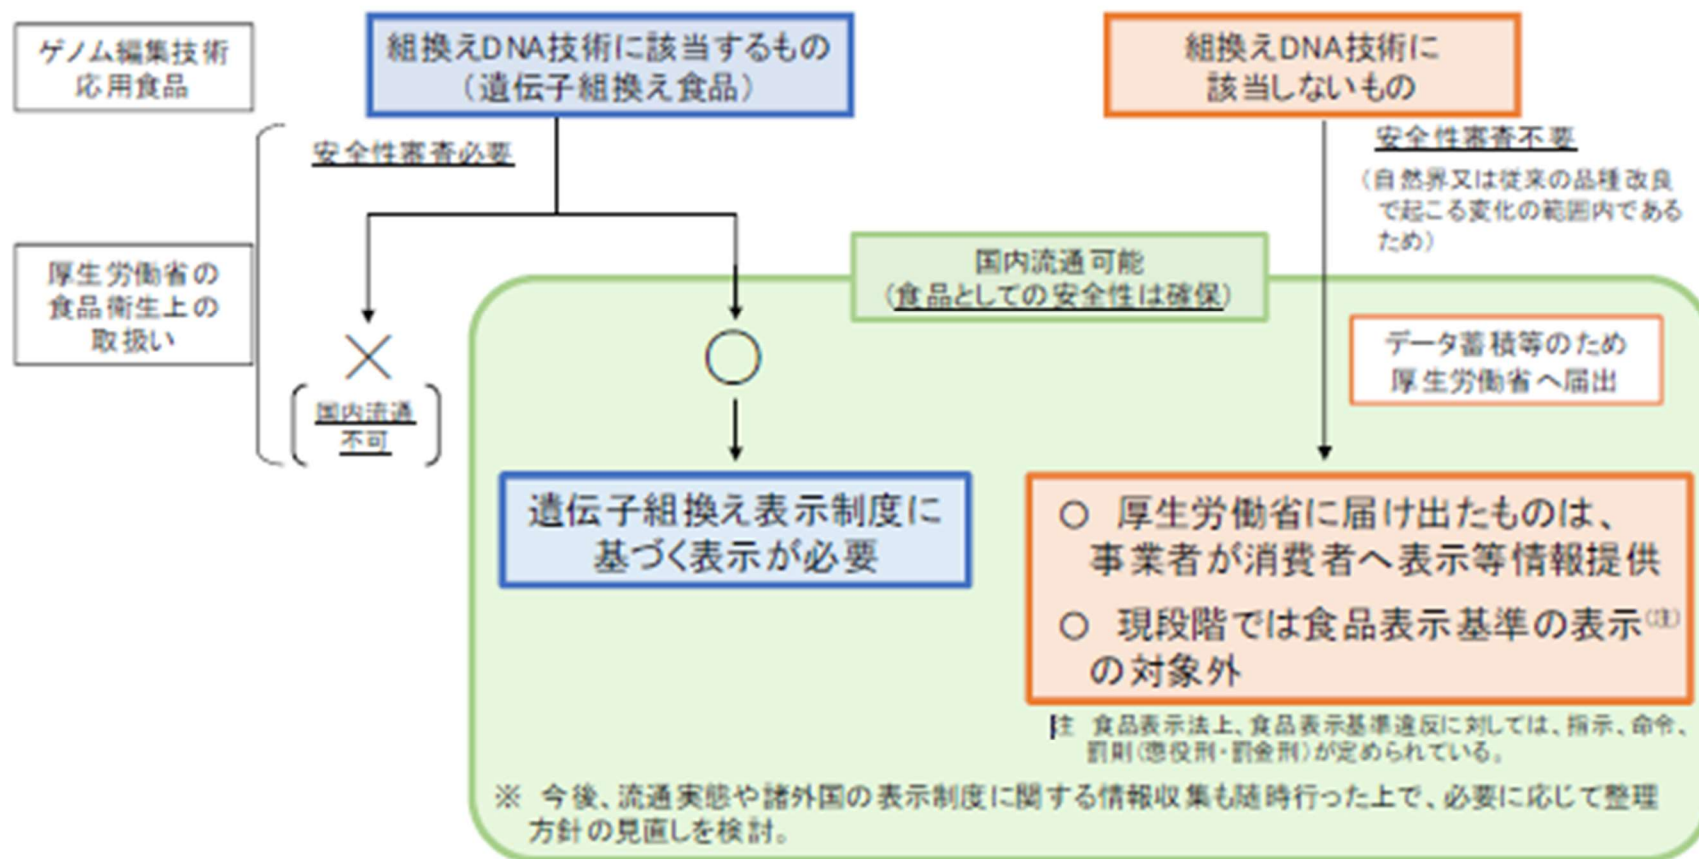 ゲノム編集技術
応用食品
組換えDNA技術に該当するもの
（遺伝子組換え食品）
組換えDNA技術に
該当しないもの
安全性審査必要
安全性審査不要
（自然界又は従来の品種改良
で起こる変化の範囲内である
ため）
厚生労働省の
食品衛生上の
取扱い
国内流通可能
（食品としての安全性は確保）
データ蓄積等のため
厚生労働省へ届出
×
国内流通
不可
○
遺伝子組換え表示制度に
基づく表示が必要
○　厚生労働省に届け出たものは、
事業者が消費者へ表示等情報提供
○　現段階では食品表示基準の表示(注)
の対象外
注　食品表示法上、食品表示基準違反に対しては、指示、命令、
罰則（懲役刑・罰金刑）が定められている。
※　今後、流通実態や諸外国の表示制度に関する情報収集も随時行った上で、必要に応じて整理
方針の見直しを検討。